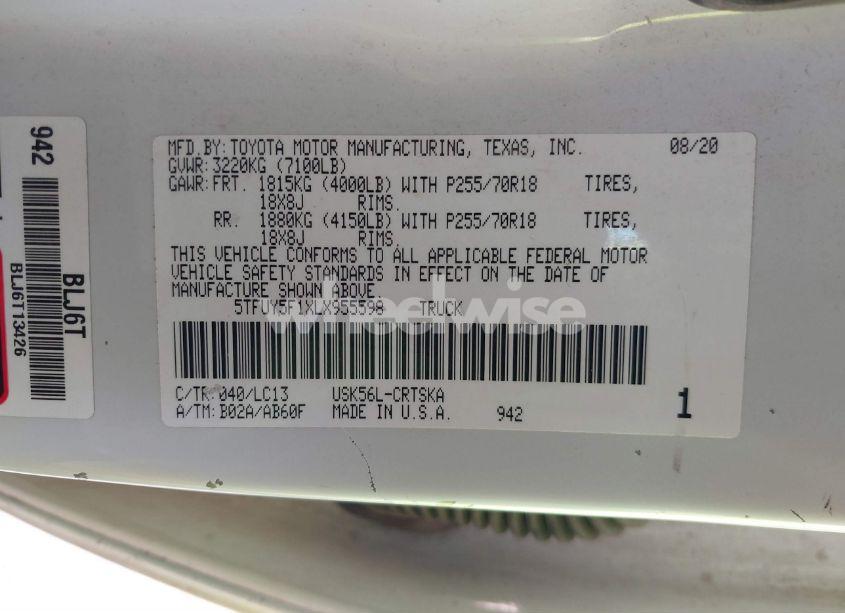 MFD.BY:TOYOTA MOTOR MANUFACTURING, TEXAS, INC. 08/20
GVWR:3220KG (7100LB)
GAWR:FRT. 1815KG (4000LB) WITH P255/70R18 TIRES,
18X8J RIMS.
RR. 1880KG (4150LB) WITH P255/70R18 TIRES,
18X8J RIMS.
THIS VEHICLE CONFORMS TO ALL APPLICABLE FEDERAL MOTOR
VEHICLE SAFETY STANDARDS IN EFFECT ON THE DATE OF
MANUFACTURE SHOWN ABOVE.
5TFUY5F1XLX955598 TRUCK
C/TR:040/LC13 USK56L-CRTSKA
A/TM:B02A/AB60F MADE IN U.S.A. 942 1
942
BLJ6T
BLJ6T13426
wheelwise